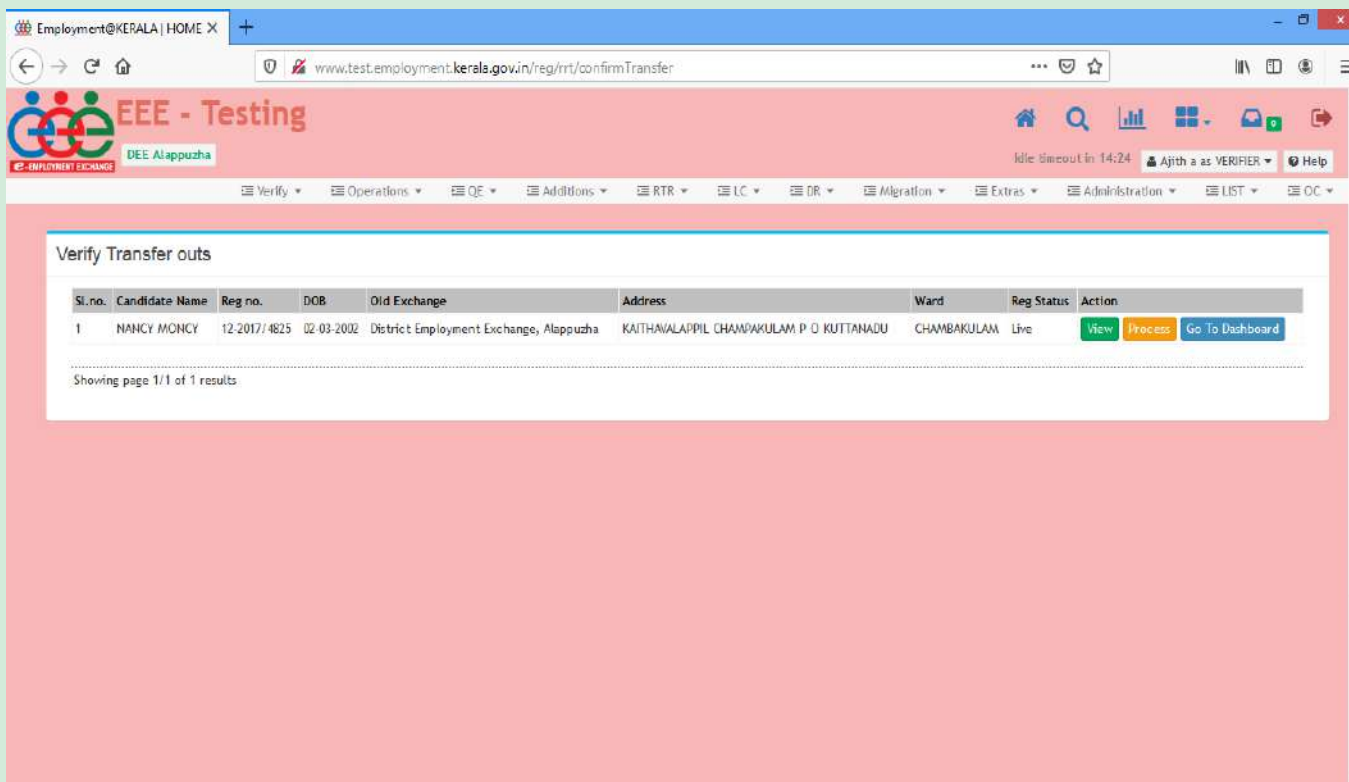 Employment@KERALA | HOME
www.test.employment.kerala.gov.in/reg/rrt/confirmTransfer
EEE - Testing
e-EMPLOYMENT EXCHANGE
DEE Alappuzha
Idle timeout in 14:24 Ajith a as VERIFIER Help
Verify Operations QE Additions RTR LC DR Migration Extras Administration LIST OC
Verify Transfer outs
Sl.no. Candidate Name Reg no. DOB Old Exchange Address Ward Reg Status Action
1 NANCY MONCY 12-2017/4825 02-03-2002 District Employment Exchange, Alappuzha KAITHAVALAPPIL CHAMPAKULAM P O KUTTANADU CHAMBAKULAM Live View Process Go To Dashboard
Showing page 1/1 of 1 results